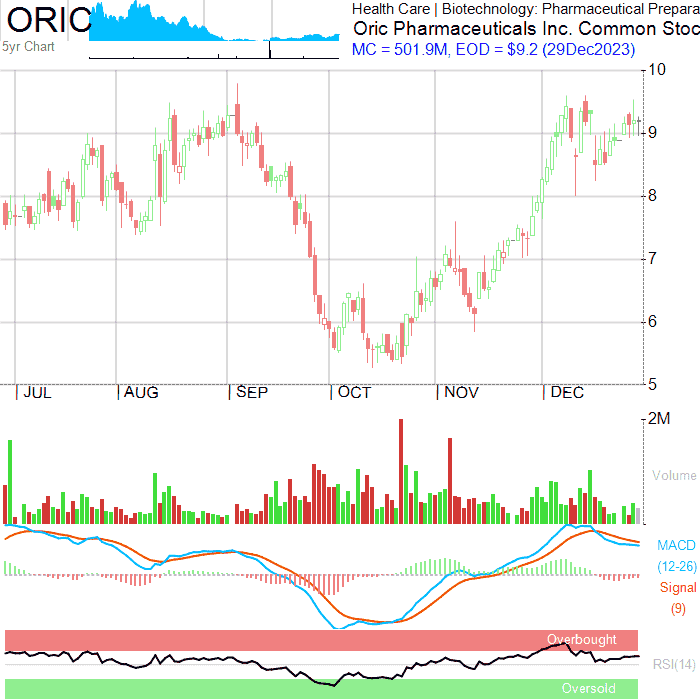 ORIC
5yr Chart
Health Care | Biotechnology: Pharmaceutical Prepara
Oric Pharmaceuticals Inc. Common Stoc
MC = 501.9M, EOD = $9.2 (29Dec2023)
10
9
8
7
6
5
JUL AUG SEP OCT NOV DEC
2M
Volume
MACD
(12-26)
Signal
(9)
Overbought
RSI(14)
Oversold